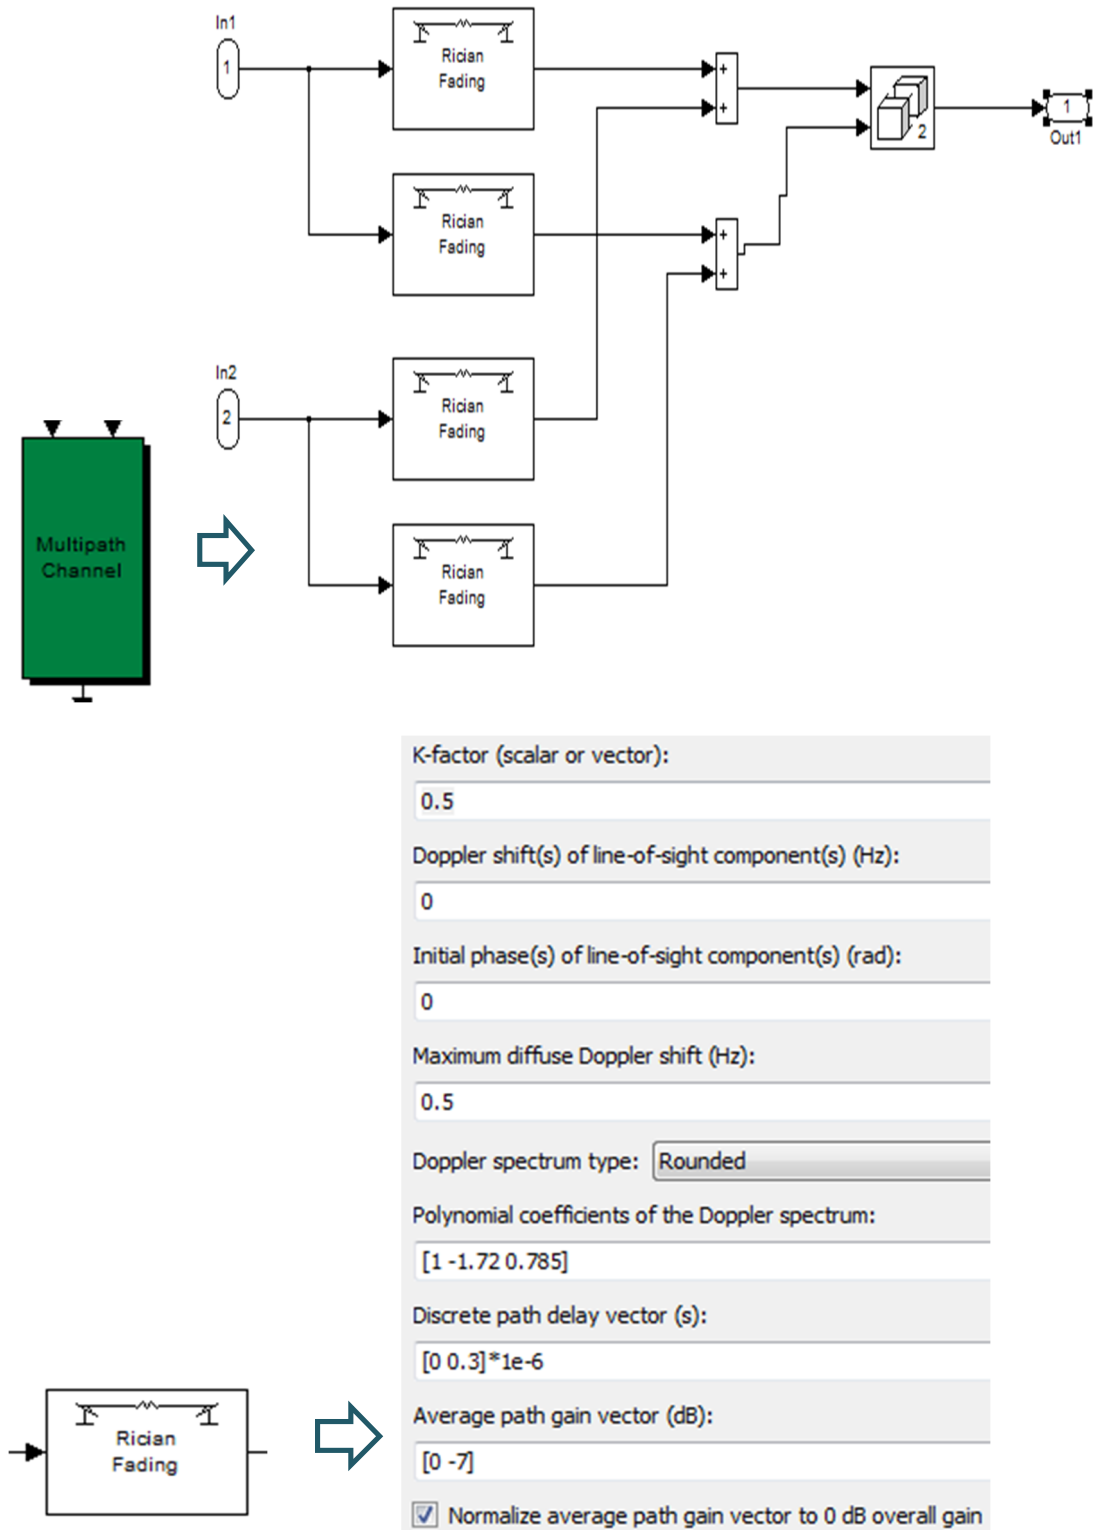 In1
1
Rician
Fading
+
+
2
1
Out1
Rician
Fading
+
+
In2
2
Rician
Fading
Multipath
Channel
Rician
Fading
K-factor (scalar or vector):
0.5
Doppler shift(s) of line-of-sight component(s) (Hz):
0
Initial phase(s) of line-of-sight component(s) (rad):
0
Maximum diffuse Doppler shift (Hz):
0.5
Doppler spectrum type: Rounded
Polynomial coefficients of the Doppler spectrum:
[1 -1.72 0.785]
Discrete path delay vector (s):
[0 0.3]*1e-6
Average path gain vector (dB):
[0 -7]
Normalize average path gain vector to 0 dB overall gain
Rician
Fading